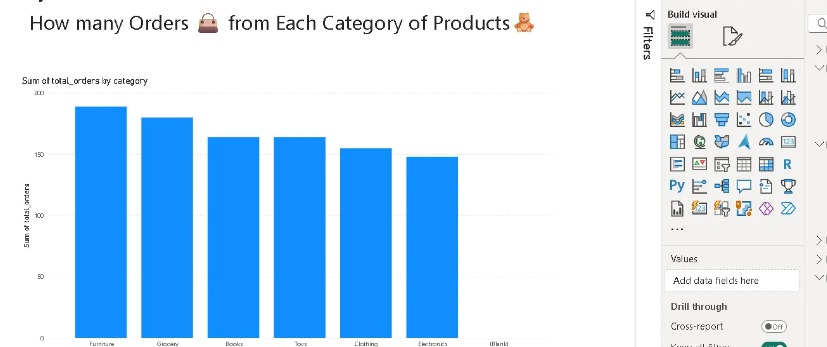 How many Orders 👜 from Each Category of Products🧸
Sum of total_orders by category
200
150
100
50
0
Sum of total_orders
Furniture
Grocery
Books
Toys
Clothing
Electronics
(Blank)
Filters
Build visual
123
R
Py
...
Values
Add data fields here
Drill through
Cross-report
Off